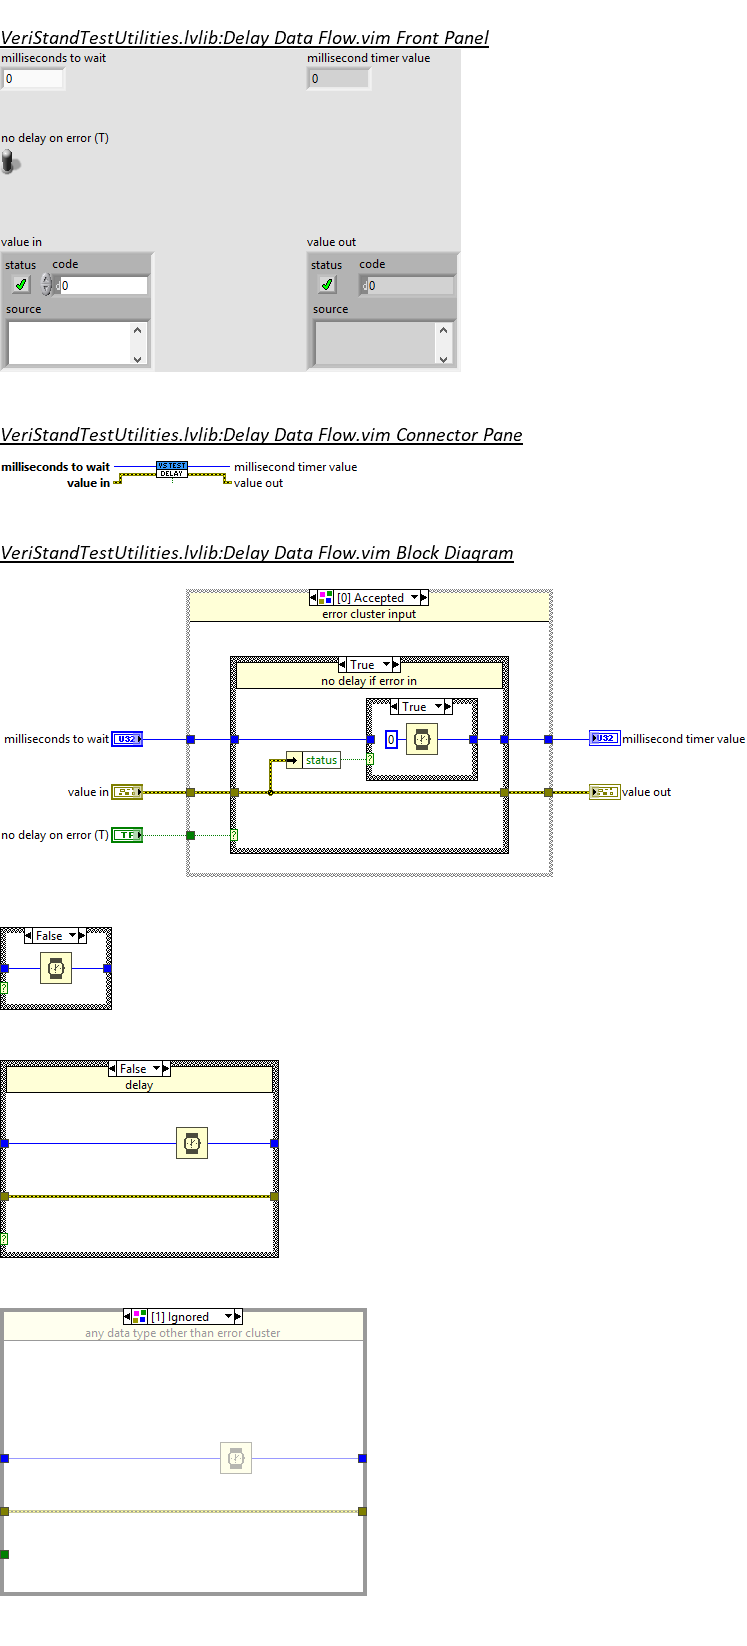 VeriStandTestUtilities.lvlib:Delay Data Flow.vim Front Panel
milliseconds to wait
millisecond timer value
0
0
no delay on error (T)
value in
value out
status
code
status
code
d
0
d
0
source
source
VeriStandTestUtilities.lvlib:Delay Data Flow.vim Connector Pane
milliseconds to wait
VS TEST
millisecond timer value
value in
DELAY
value out
VeriStandTestUtilities.lvlib:Delay Data Flow.vim Block Diagram
[0] Accepted
error cluster input
True
no delay if error in
True
milliseconds to wait
U32
0
U32
millisecond timer value
status
?
value in
value out
no delay on error (T)
TF
?
False
?
False
delay
?
[1] Ignored
any data type other than error cluster